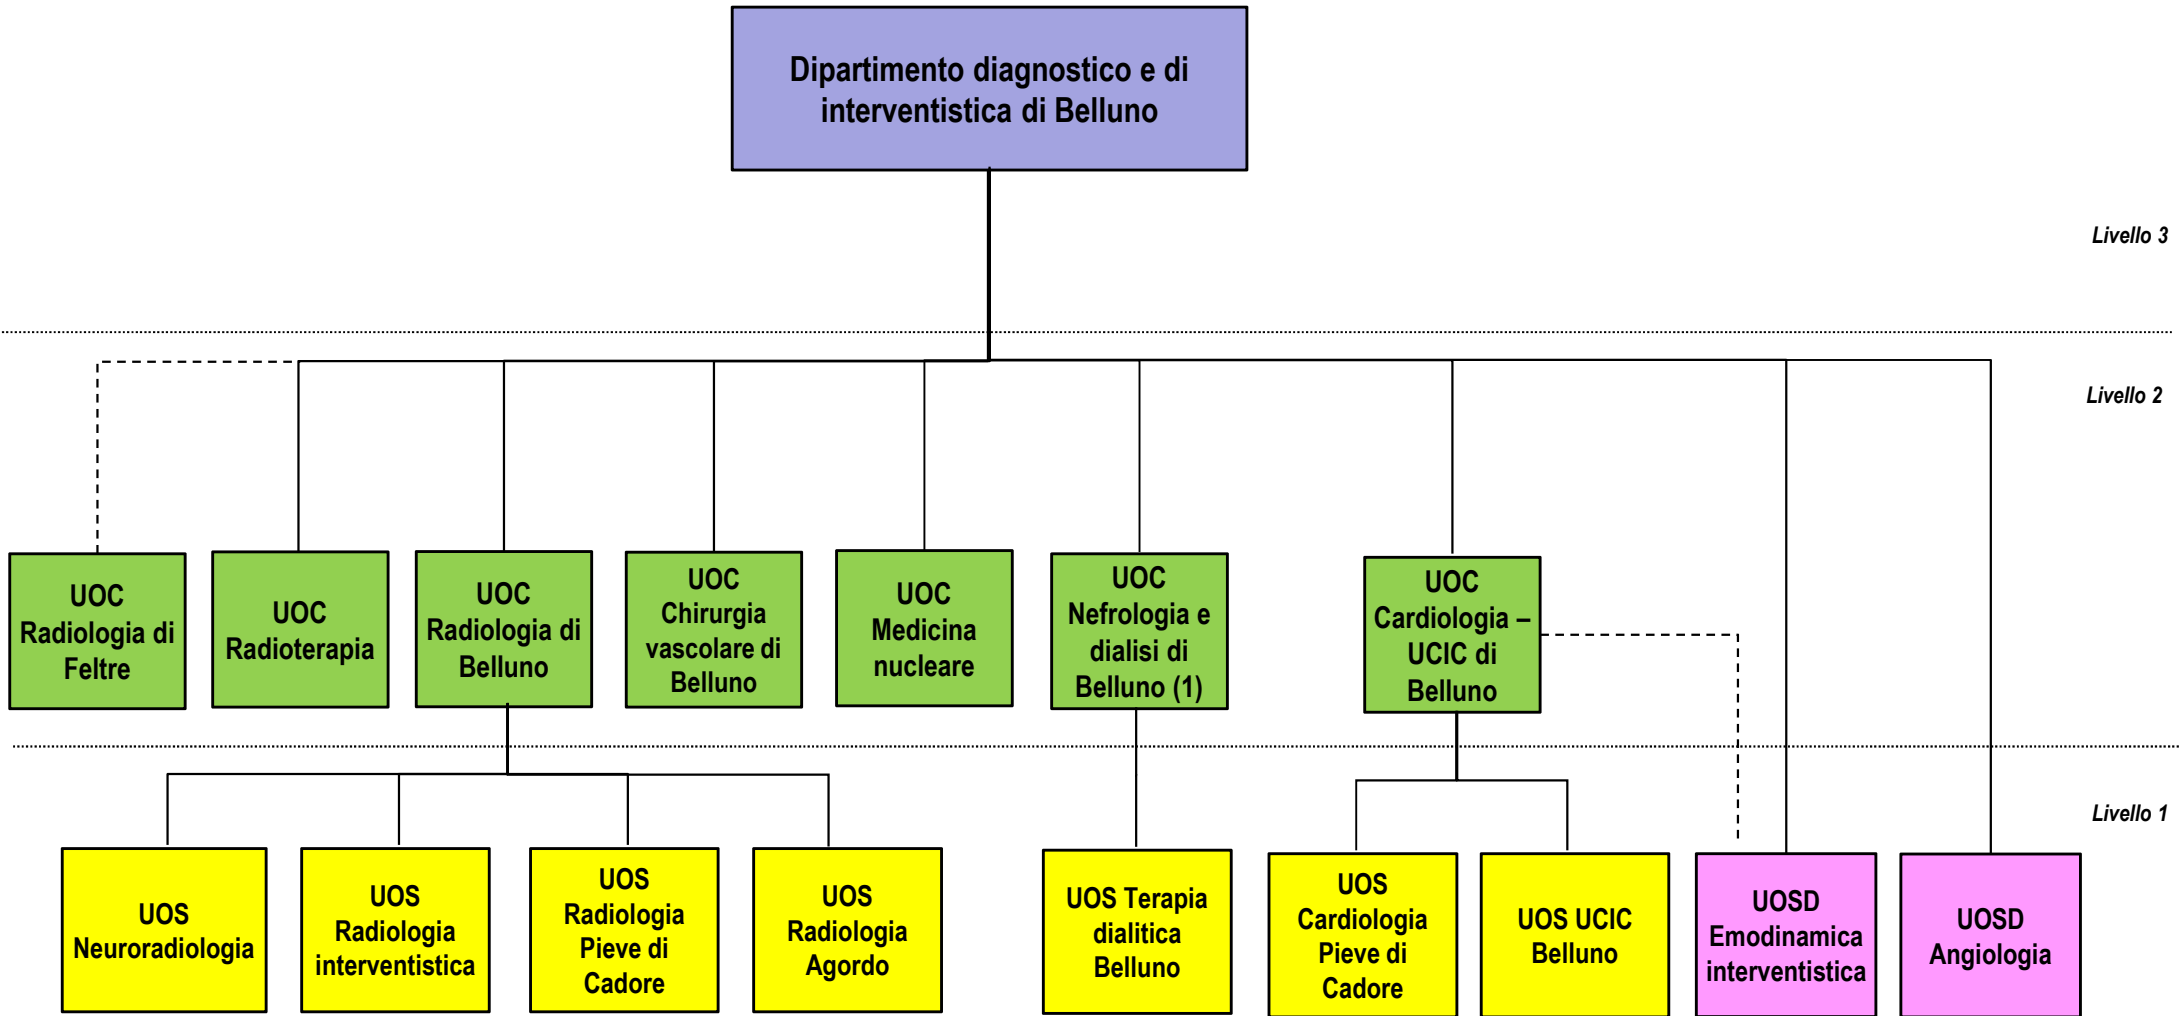 Dipartimento diagnostico e di
interventistica di Belluno
Livello 3
Livello 2
UOC
Radiologia di
Feltre
UOC
Radioterapia
UOC
Radiologia di
Belluno
UOC
Chirurgia
vascolare di
Belluno
UOC
Medicina
nucleare
UOC
Nefrologia e
dialisi di
Belluno (1)
UOC
Cardiologia –
UCIC di
Belluno
Livello 1
UOS
Neuroradiologia
UOS
Radiologia
interventistica
UOS
Radiologia
Pieve di
Cadore
UOS
Radiologia
Agordo
UOS Terapia
dialitica
Belluno
UOS
Cardiologia
Pieve di
Cadore
UOS UCIC
Belluno
UOSD
Emodinamica
interventistica
UOSD
Angiologia